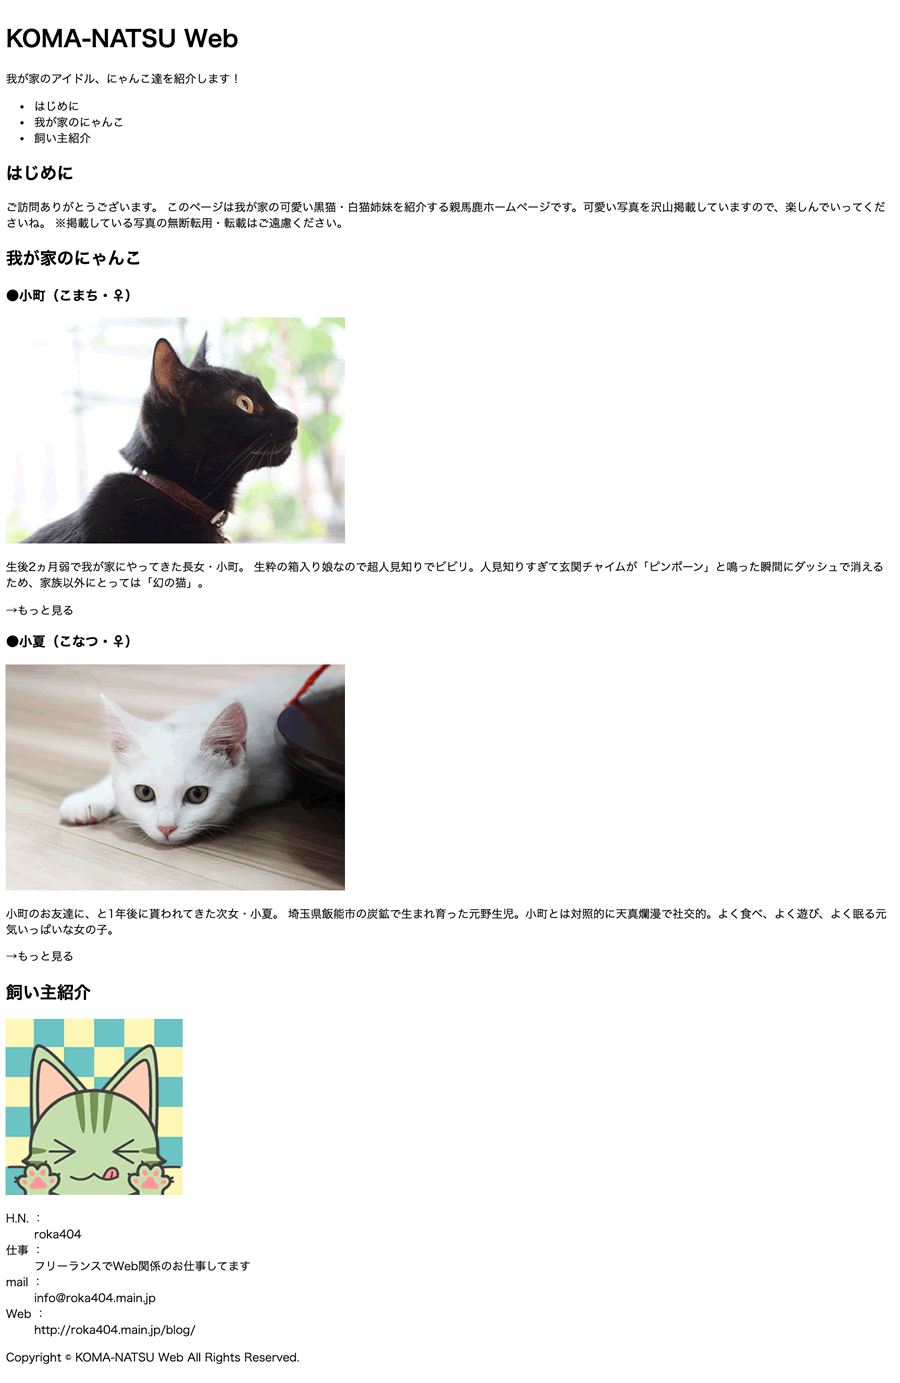 KOMA-NATSU Web
我が家のアイドル、にゃんこ達を紹介します！
• はじめに
• 我が家のにゃんこ
• 飼い主紹介
はじめに
ご訪問ありがとうございます。 このページは我が家の可愛い黒猫・白猫姉妹を紹介する親馬鹿ホームページです。可愛い写真を沢山掲載していますので、楽しんでいってくだ
さいね。 ※掲載している写真の無断転用・転載はご遠慮ください。
我が家のにゃんこ
●小町（こまち・♀）
生後2ヵ月弱で我が家にやってきた長女・小町。 生粋の箱入り娘なので超人見知りでビビリ。人見知りすぎて玄関チャイムが「ピンポーン」と鳴った瞬間にダッシュで消える
ため、家族以外にとっては「幻の猫」。
→もっと見る
●小夏（こなつ・♀）
小町のお友達に、と1年後に貰われてきた次女・小夏。 埼玉県飯能市の炭鉱で生まれ育った元野生児。小町とは対照的に天真爛漫で社交的。よく食べ、よく遊び、よく眠る元
気いっぱいな女の子。
→もっと見る
飼い主紹介
H.N. ：
roka404
仕事 ：
フリーランスでWeb関係のお仕事してます
mail ：
info@roka404.main.jp
Web ：
http://roka404.main.jp/blog/
Copyright © KOMA-NATSU Web All Rights Reserved.